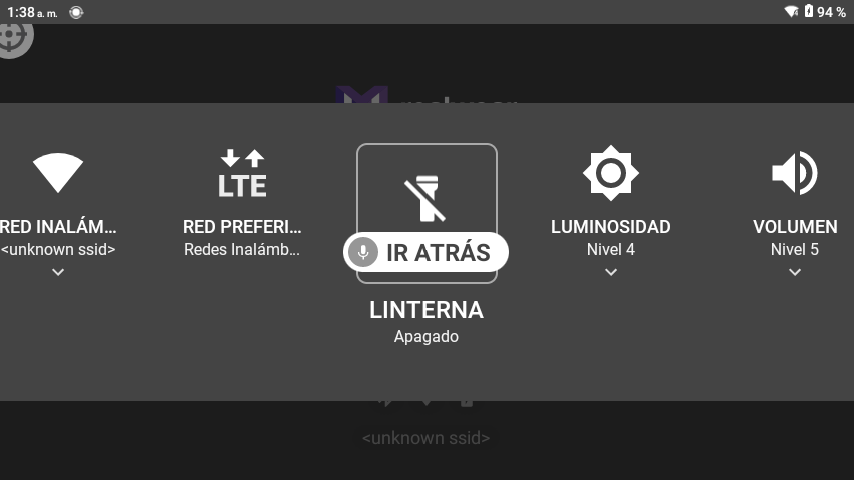 1:38 a. m.
94 %
RED INALÁM...
<unknown ssid>
LTE
RED PREFERI...
Redes Inalámb...
IR ATRÁS
LINTERNA
Apagado
LUMINOSIDAD
Nivel 4
VOLUMEN
Nivel 5
<unknown ssid>